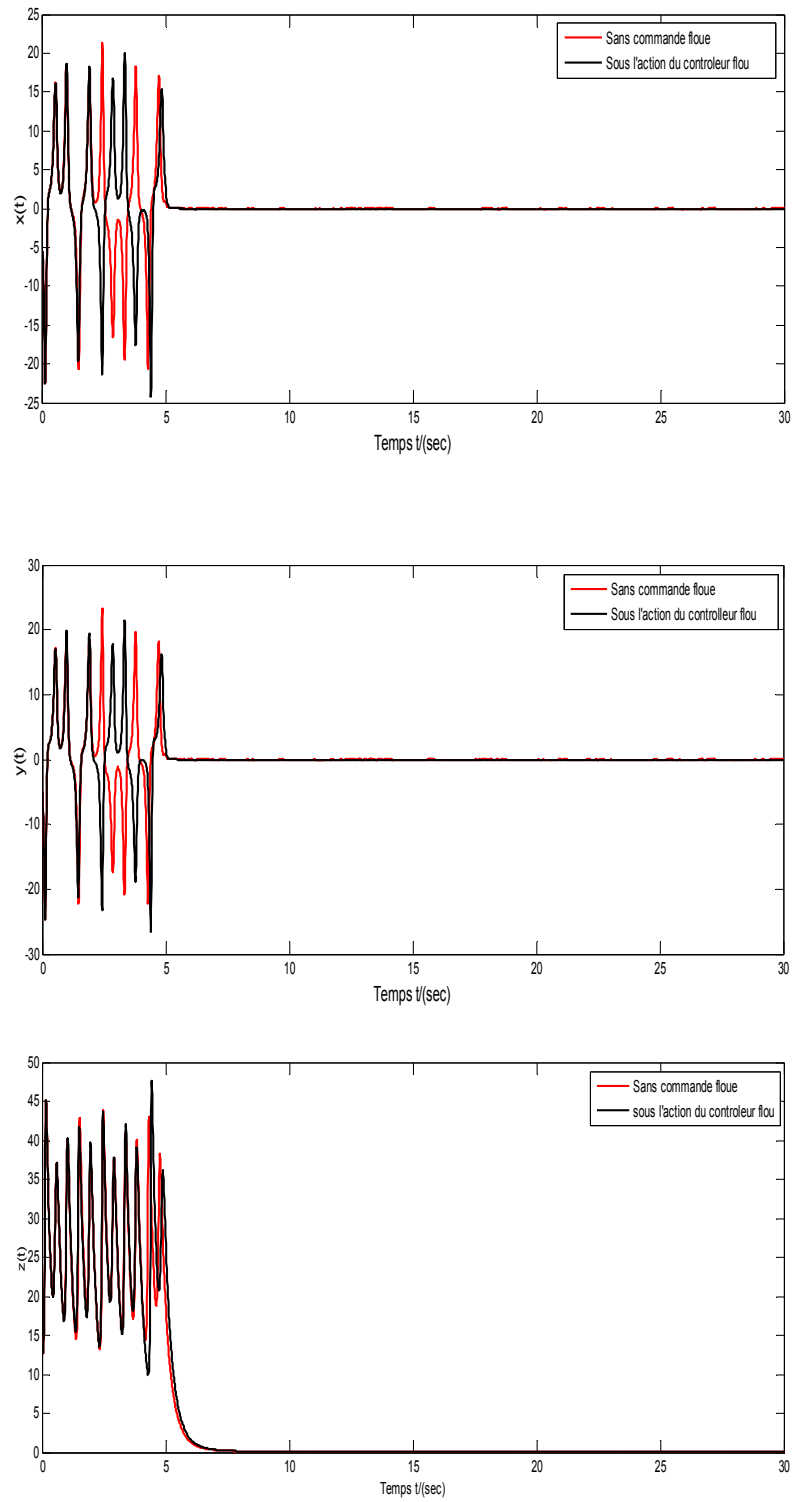 25
20
15
10
5
0
-5
-10
-15
-20
-25
x(t)
Sans commande floue
Sous l'action du controleur flou
0 5 10 15 20 25 30
Temps t/(sec)
30
20
10
0
-10
-20
-30
y(t)
Sans commande floue
Sous l'action du controlleur flou
0 5 10 15 20 25 30
Temps t/(sec)
50
45
40
35
30
25
20
15
10
5
0
z(t)
Sans commande floue
sous l'action du controleur flou
0 5 10 15 20 25 30
Temps t/(sec)